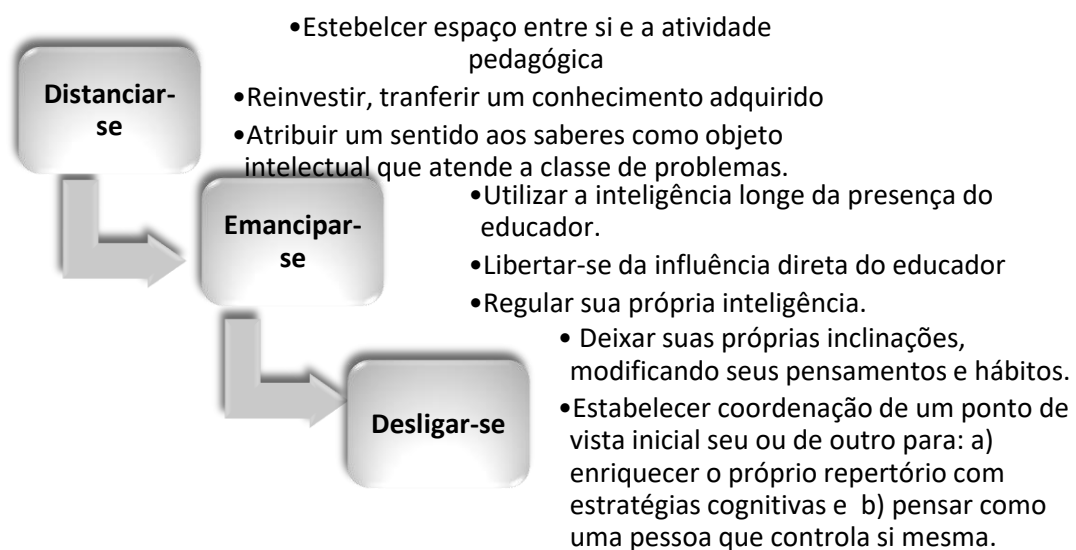 Distanciar-
se
•Estebelcer espaço entre si e a atividade
pedagógica
•Reinvestir, tranferir um conhecimento adquirido
•Atribuir um sentido aos saberes como objeto
intelectual que atende a classe de problemas.
Emancipar-
se
•Utilizar a inteligência longe da presença do
educador.
•Libertar-se da influência direta do educador
•Regular sua própria inteligência.
Desligar-se
• Deixar suas próprias inclinações,
modificando seus pensamentos e hábitos.
•Estabelecer coordenação de um ponto de
vista inicial seu ou de outro para: a)
enriquecer o próprio repertório com
estratégias cognitivas e b) pensar como
uma pessoa que controla si mesma.